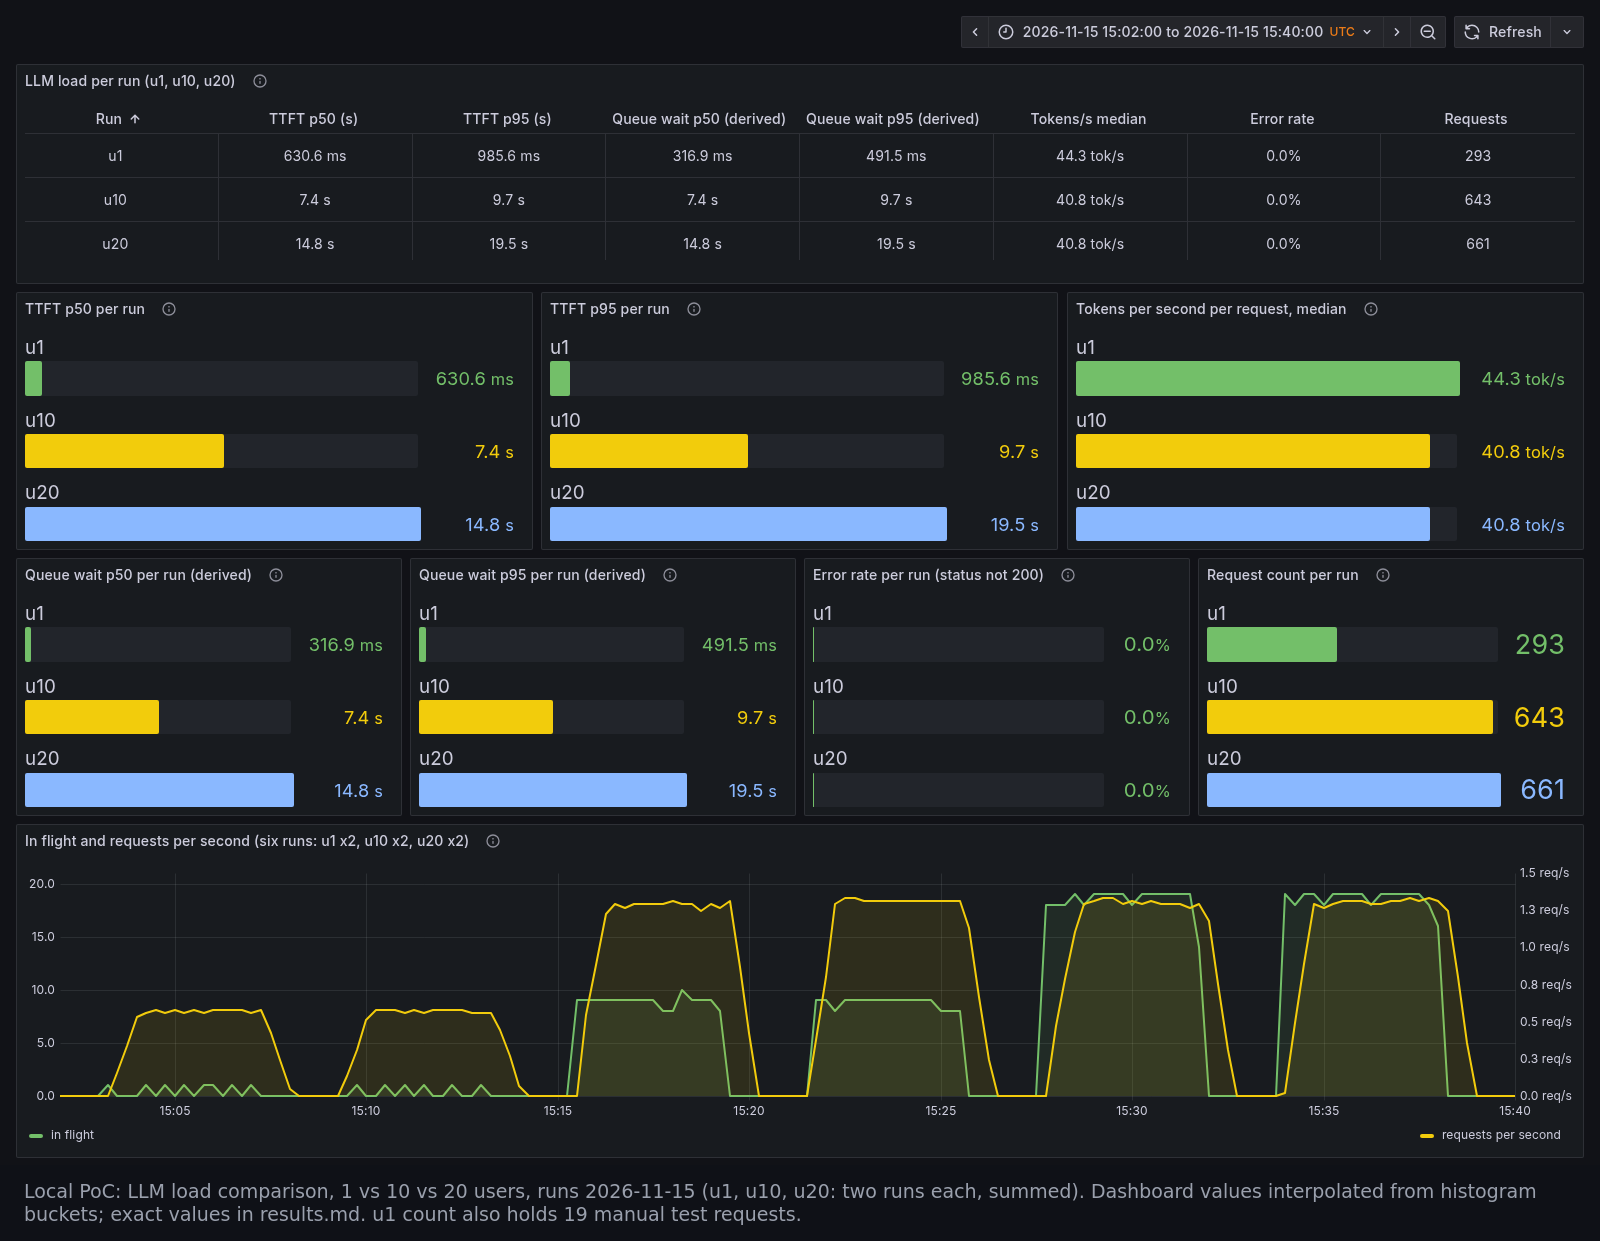 2026-11-15 15:02:00 to 2026-11-15 15:40:00 UTC
Refresh
LLM load per run (u1, u10, u20)
Run TTFT p50 (s) TTFT p95 (s) Queue wait p50 (derived) Queue wait p95 (derived) Tokens/s median Error rate Requests
u1 630.6 ms 985.6 ms 316.9 ms 491.5 ms 44.3 tok/s 0.0% 293
u10 7.4 s 9.7 s 7.4 s 9.7 s 40.8 tok/s 0.0% 643
u20 14.8 s 19.5 s 14.8 s 19.5 s 40.8 tok/s 0.0% 661
TTFT p50 per run
u1
630.6 ms
u10
7.4 s
u20
14.8 s
TTFT p95 per run
u1
985.6 ms
u10
9.7 s
u20
19.5 s
Tokens per second per request, median
u1
44.3 tok/s
u10
40.8 tok/s
u20
40.8 tok/s
Queue wait p50 per run (derived)
u1
316.9 ms
u10
7.4 s
u20
14.8 s
Queue wait p95 per run (derived)
u1
491.5 ms
u10
9.7 s
u20
19.5 s
Error rate per run (status not 200)
u1
0.0%
u10
0.0%
u20
0.0%
Request count per run
u1
293
u10
643
u20
661
In flight and requests per second (six runs: u1 x2, u10 x2, u20 x2)
20.0
15.0
10.0
5.0
0.0
1.5 req/s
1.3 req/s
1.0 req/s
0.8 req/s
0.5 req/s
0.3 req/s
0.0 req/s
15:05 15:10 15:15 15:20 15:25 15:30 15:35 15:40
in flight
requests per second
Local PoC: LLM load comparison, 1 vs 10 vs 20 users, runs 2026-11-15 (u1, u10, u20: two runs each, summed). Dashboard values interpolated from histogram
buckets; exact values in results.md. u1 count also holds 19 manual test requests.